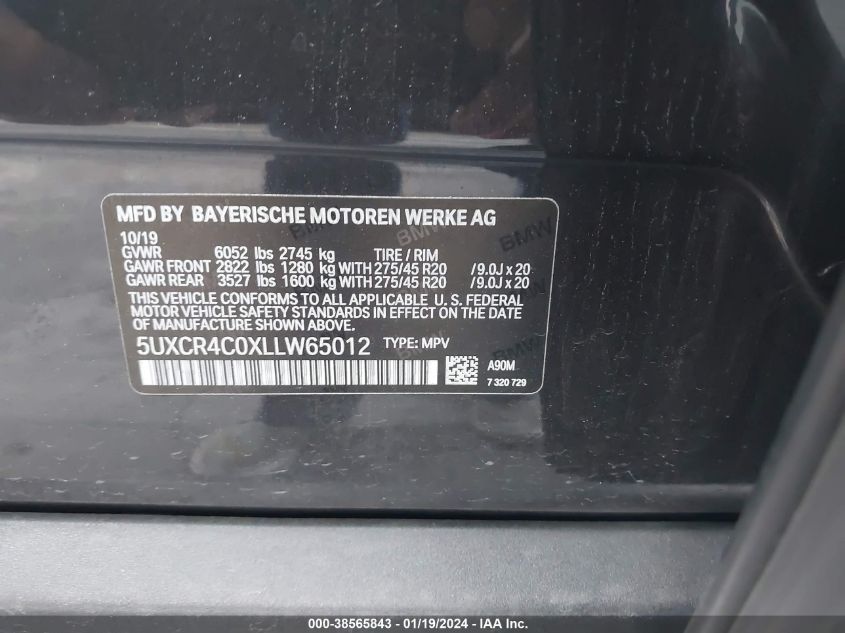 MFD BY BAYERISCHE MOTOREN WERKE AG
10/19
GVWR 6052 lbs 2745 kg TIRE / RIM
GAWR FRONT 2822 lbs 1280 kg WITH 275/45 R20 / 9.0J x 20
GAWR REAR 3527 lbs 1600 kg WITH 275/45 R20 / 9.0J x 20
THIS VEHICLE CONFORMS TO ALL APPLICABLE U. S. FEDERAL
MOTOR VEHICLE SAFETY STANDARDS IN EFFECT ON THE
DATE OF MANUFACTURE SHOWN ABOVE.
5UXCR4C0XLLW65012 TYPE: MPV
A90M
7 320 729
BMW
BMW
000-38565843 / 01/19/2024 - I.A.A INC.